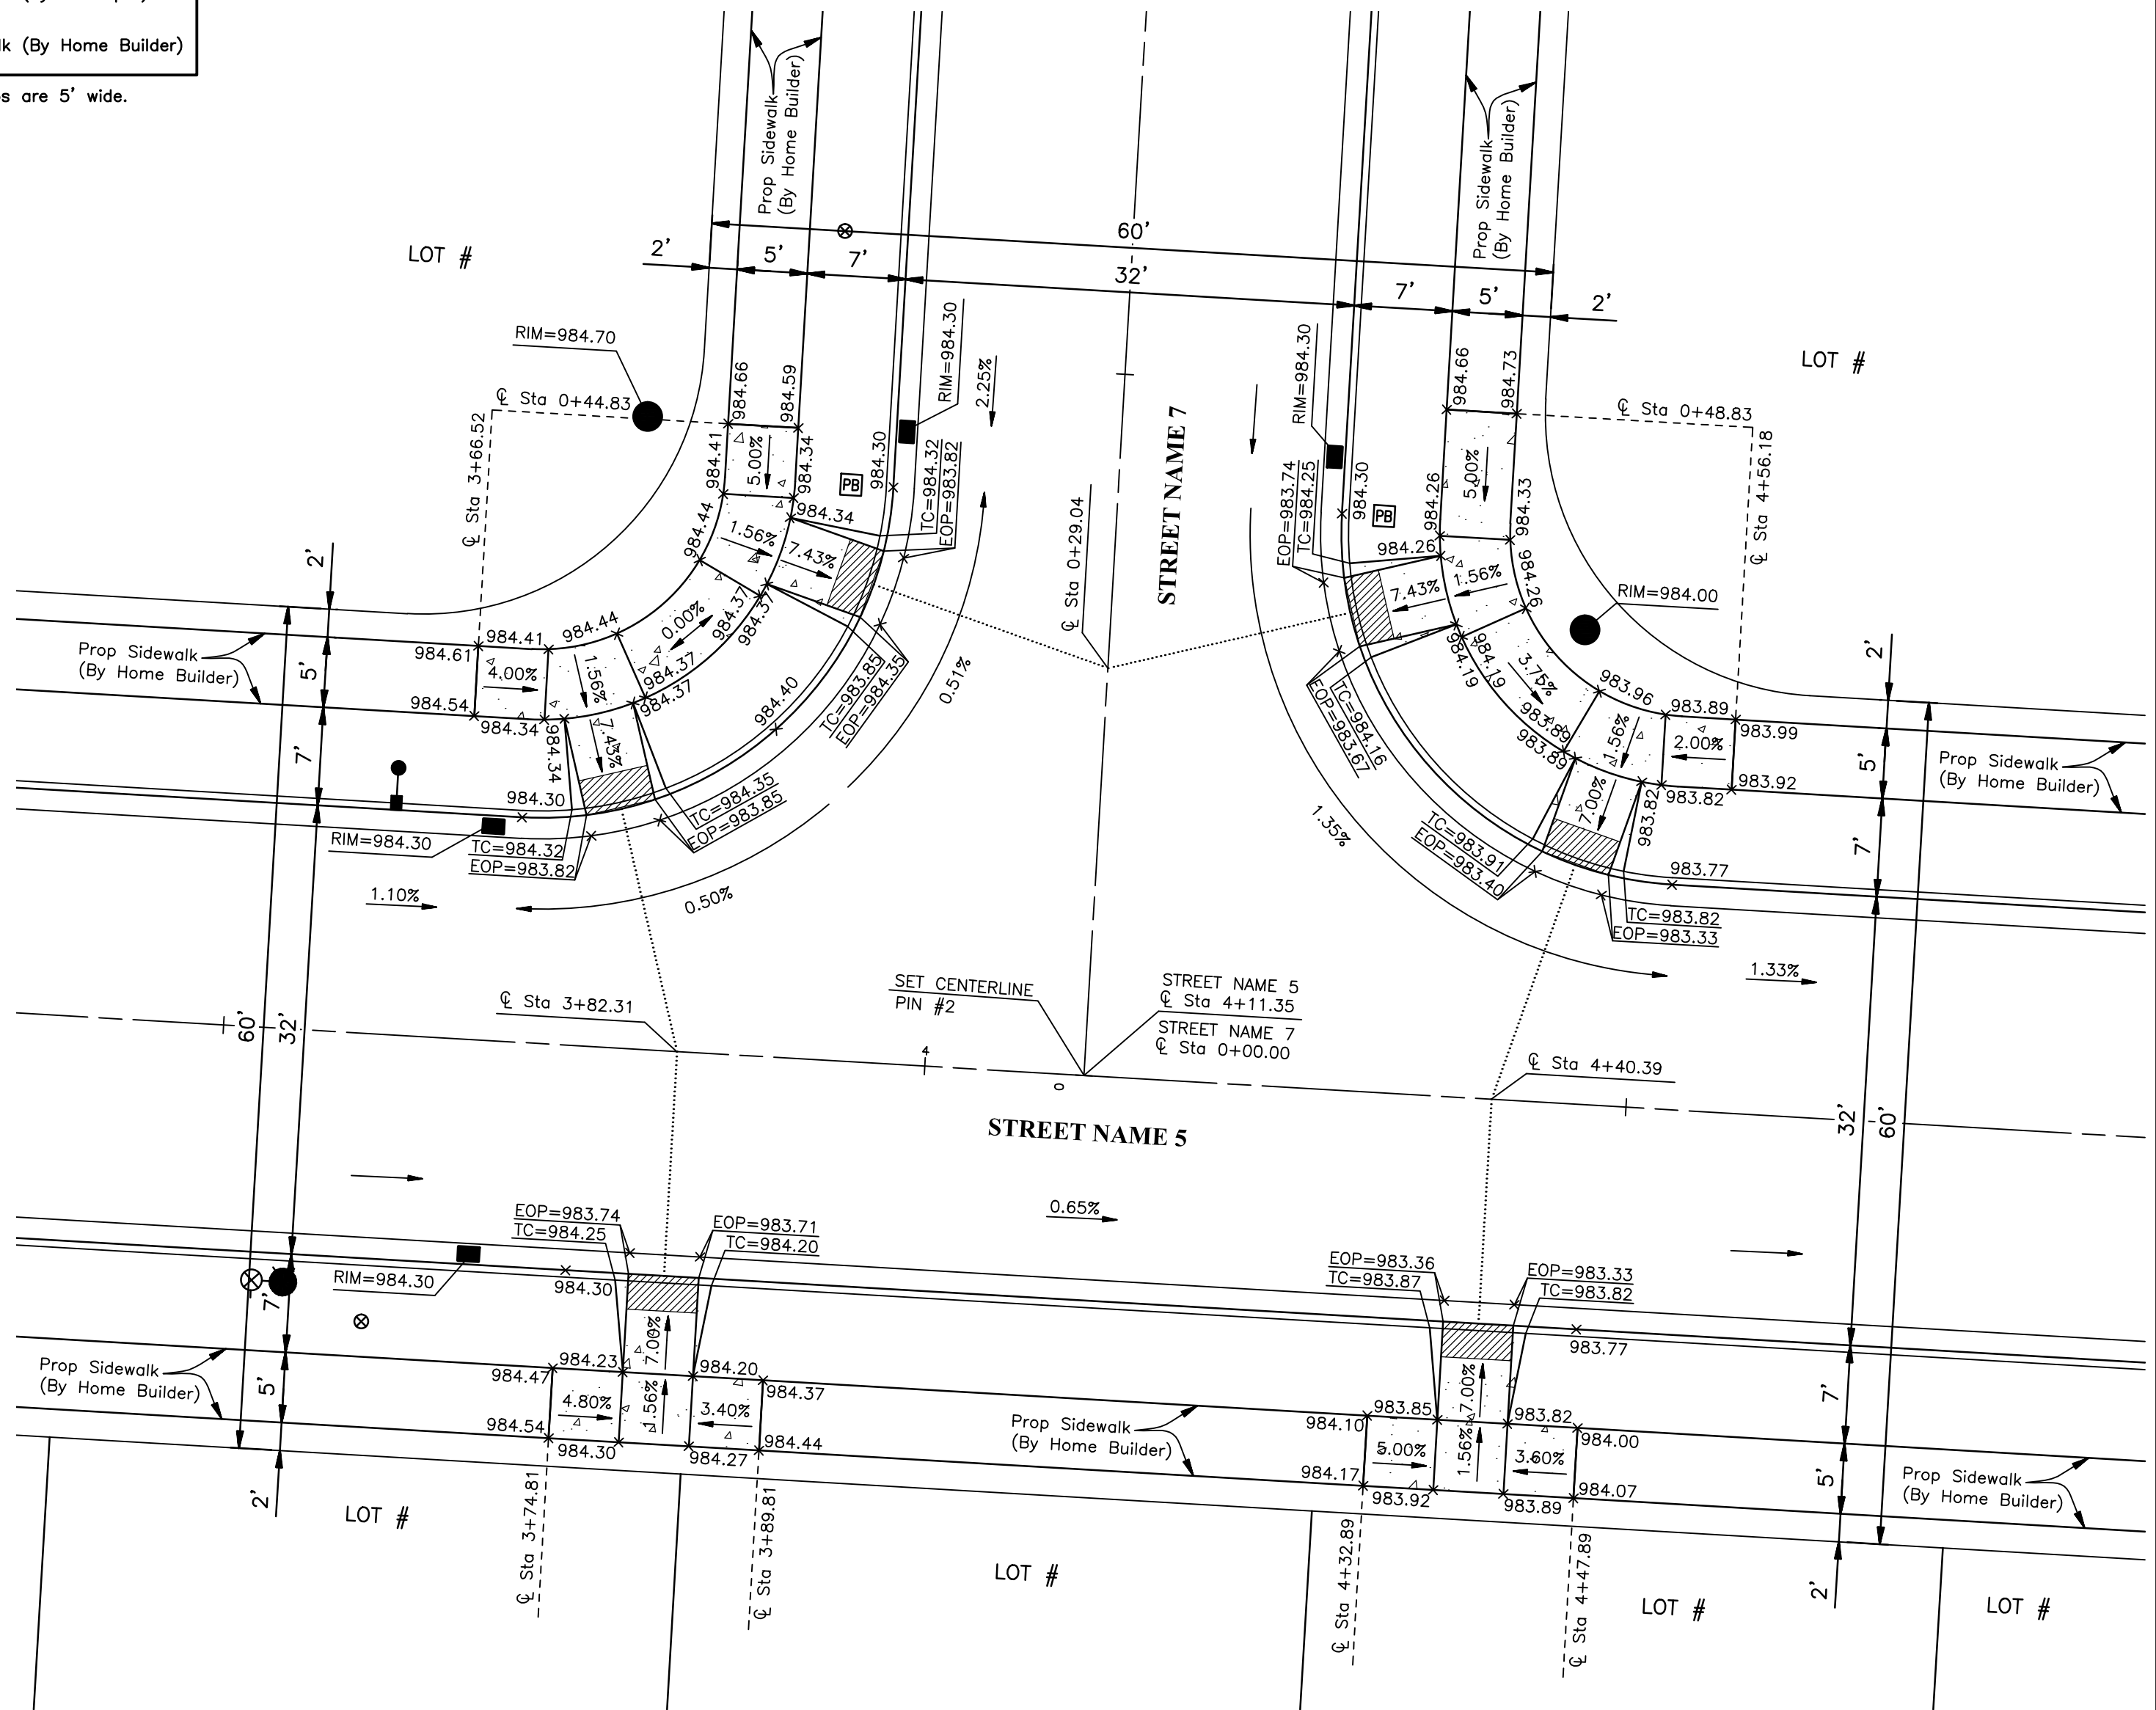 lk (By Home Builder)
s are 5' wide.
Prop Sidewalk
(By Home Builder)
Prop Sidewalk
(By Home Builder)
60'
2'
5'
7'
32'
7'
5'
2'
LOT #
LOT #
RIM=984.70
℄ Sta 0+44.83
℄ Sta 3+66.52
984.66
984.59
RIM=984.30
2.25%
984.41
5.00%
984.34
984.30
TC=984.32
EOP=983.82
PB
984.34
984.44
1.56%
7.43%
STREET NAME 7
℄ Sta 0+29.04
RIM=984.30
984.66
984.73
℄ Sta 0+48.83
℄ Sta 4+56.18
EOP=983.74
TC=984.25
984.30
PB
984.26
5.00%
984.33
984.26
7.43%
1.56%
984.26
RIM=984.00
2'
Prop Sidewalk
(By Home Builder)
5'
7'
984.41
984.61
984.44
4.00%
984.54
984.34
984.34
1.56%
7.43%
0.00%
984.37
984.37
984.37
984.37
984.40
TC=983.85
EOP=984.35
0.51%
984.30
RIM=984.30
TC=984.32
EOP=983.82
TC=984.35
EOP=983.85
1.10%
0.50%
984.19
984.19
3.75%
TC=984.16
EOP=983.67
983.89
983.89
983.96
983.89
983.99
1.56%
2.00%
983.82
983.92
983.82
7.00%
TC=983.91
EOP=983.40
1.35%
983.77
TC=983.82
EOP=983.33
1.33%
2'
5'
7'
Prop Sidewalk
(By Home Builder)
60'
32'
℄ Sta 3+82.31
SET CENTERLINE
PIN #2
STREET NAME 5
℄ Sta 4+11.35
STREET NAME 7
℄ Sta 0+00.00
4
0
℄ Sta 4+40.39
32'
60'
STREET NAME 5
0.65%
EOP=983.74
TC=984.25
EOP=983.71
TC=984.20
RIM=984.30
984.30
7'
5'
2'
Prop Sidewalk
(By Home Builder)
984.23
984.47
984.20
984.37
7.00%
1.56%
4.80%
3.40%
984.54
984.30
984.27
984.44
℄ Sta 3+74.81
℄ Sta 3+89.81
LOT #
Prop Sidewalk
(By Home Builder)
LOT #
EOP=983.36
TC=983.87
EOP=983.33
TC=983.82
983.77
983.85
984.10
983.82
984.00
7.00%
1.56%
5.00%
3.60%
984.17
983.92
983.89
984.07
℄ Sta 4+32.89
℄ Sta 4+47.89
LOT #
7'
5'
2'
Prop Sidewalk
(By Home Builder)
LOT #